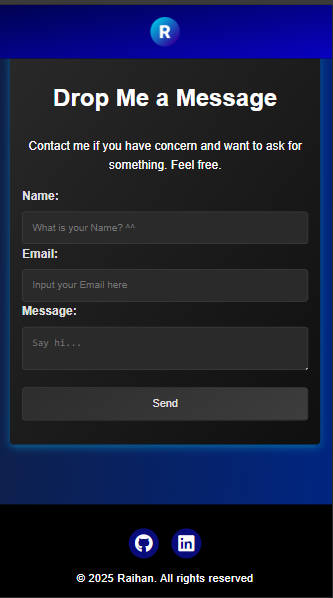 R
Drop Me a Message
Contact me if you have concern and want to ask for
something. Feel free.
Name:
What is your Name? ^^
Email:
Input your Email here
Message:
Say hi...
Send
in
© 2025 Raihan. All rights reserved